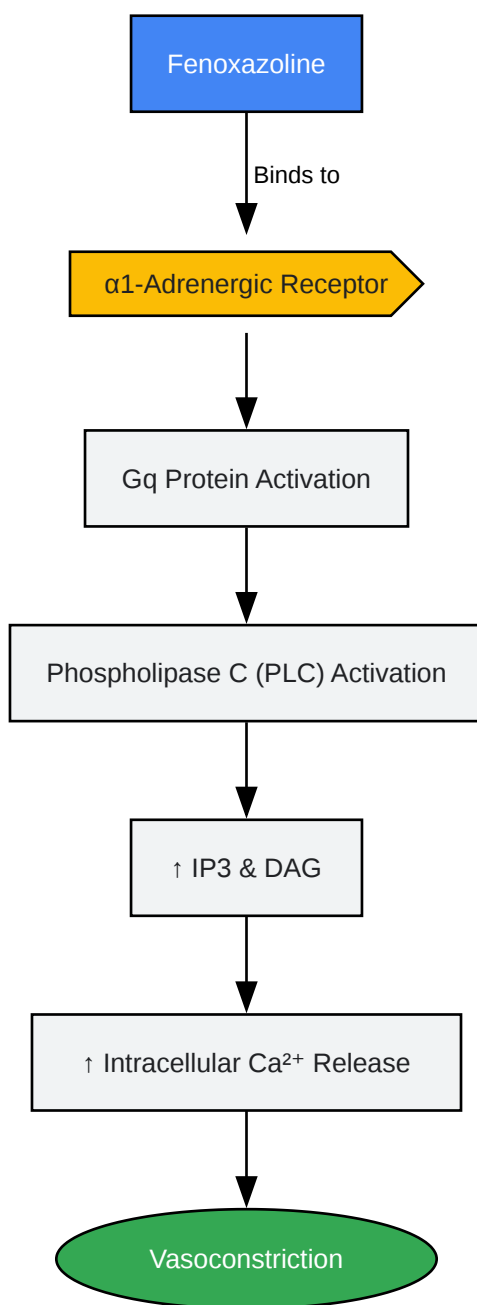 Fenoxazoline
Binds to
α1-Adrenergic Receptor
Gq Protein Activation
Phospholipase C (PLC) Activation
↑ IP3 & DAG
↑ Intracellular Ca²⁺ Release
Vasoconstriction